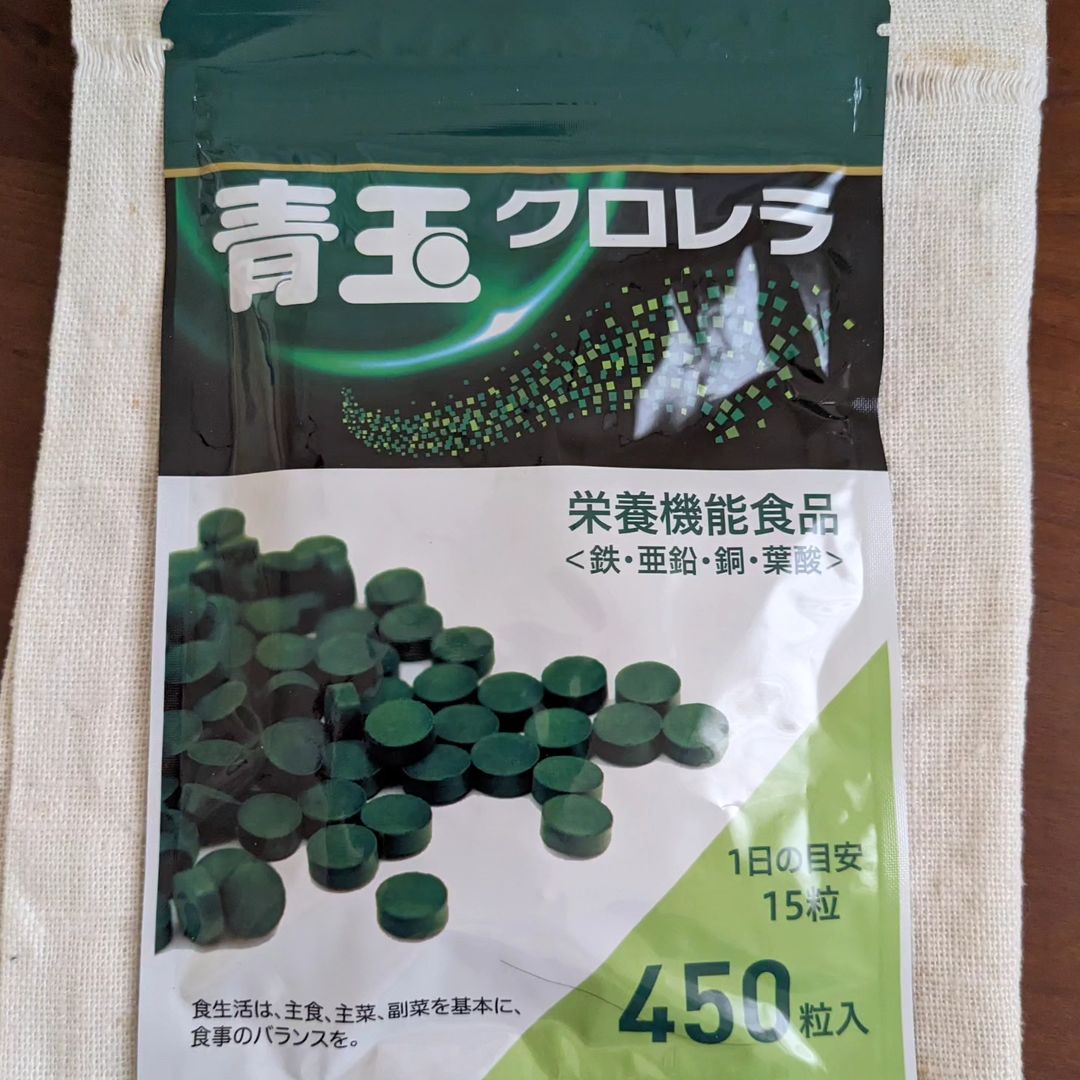 青玉 クロレラ
栄養機能食品
<鉄・亜鉛・銅・葉酸>
1日の目安
15粒
450粒入
食生活は、主食、主菜、副菜を基本に、
食事のバランスを。